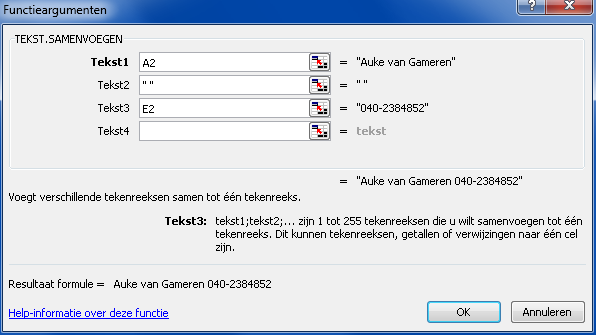 Functieargumenten
TEKST.SAMENVOEGEN
Tekst1 A2 = "Auke van Gameren"
Tekst2 " " = " "
Tekst3 E2 = "040-2384852"
Tekst4 = tekst
= "Auke van Gameren 040-2384852"
Voegt verschillende tekenreeksen samen tot één tekenreeks.
Tekst3: tekst1;tekst2;... zijn 1 tot 255 tekenreeksen die u wilt samenvoegen tot één
tekenreeks. Dit kunnen tekenreeksen, getallen of verwijzingen naar één cel
zijn.
Resultaat formule = Auke van Gameren 040-2384852
Help-informatie over deze functie OK Annuleren